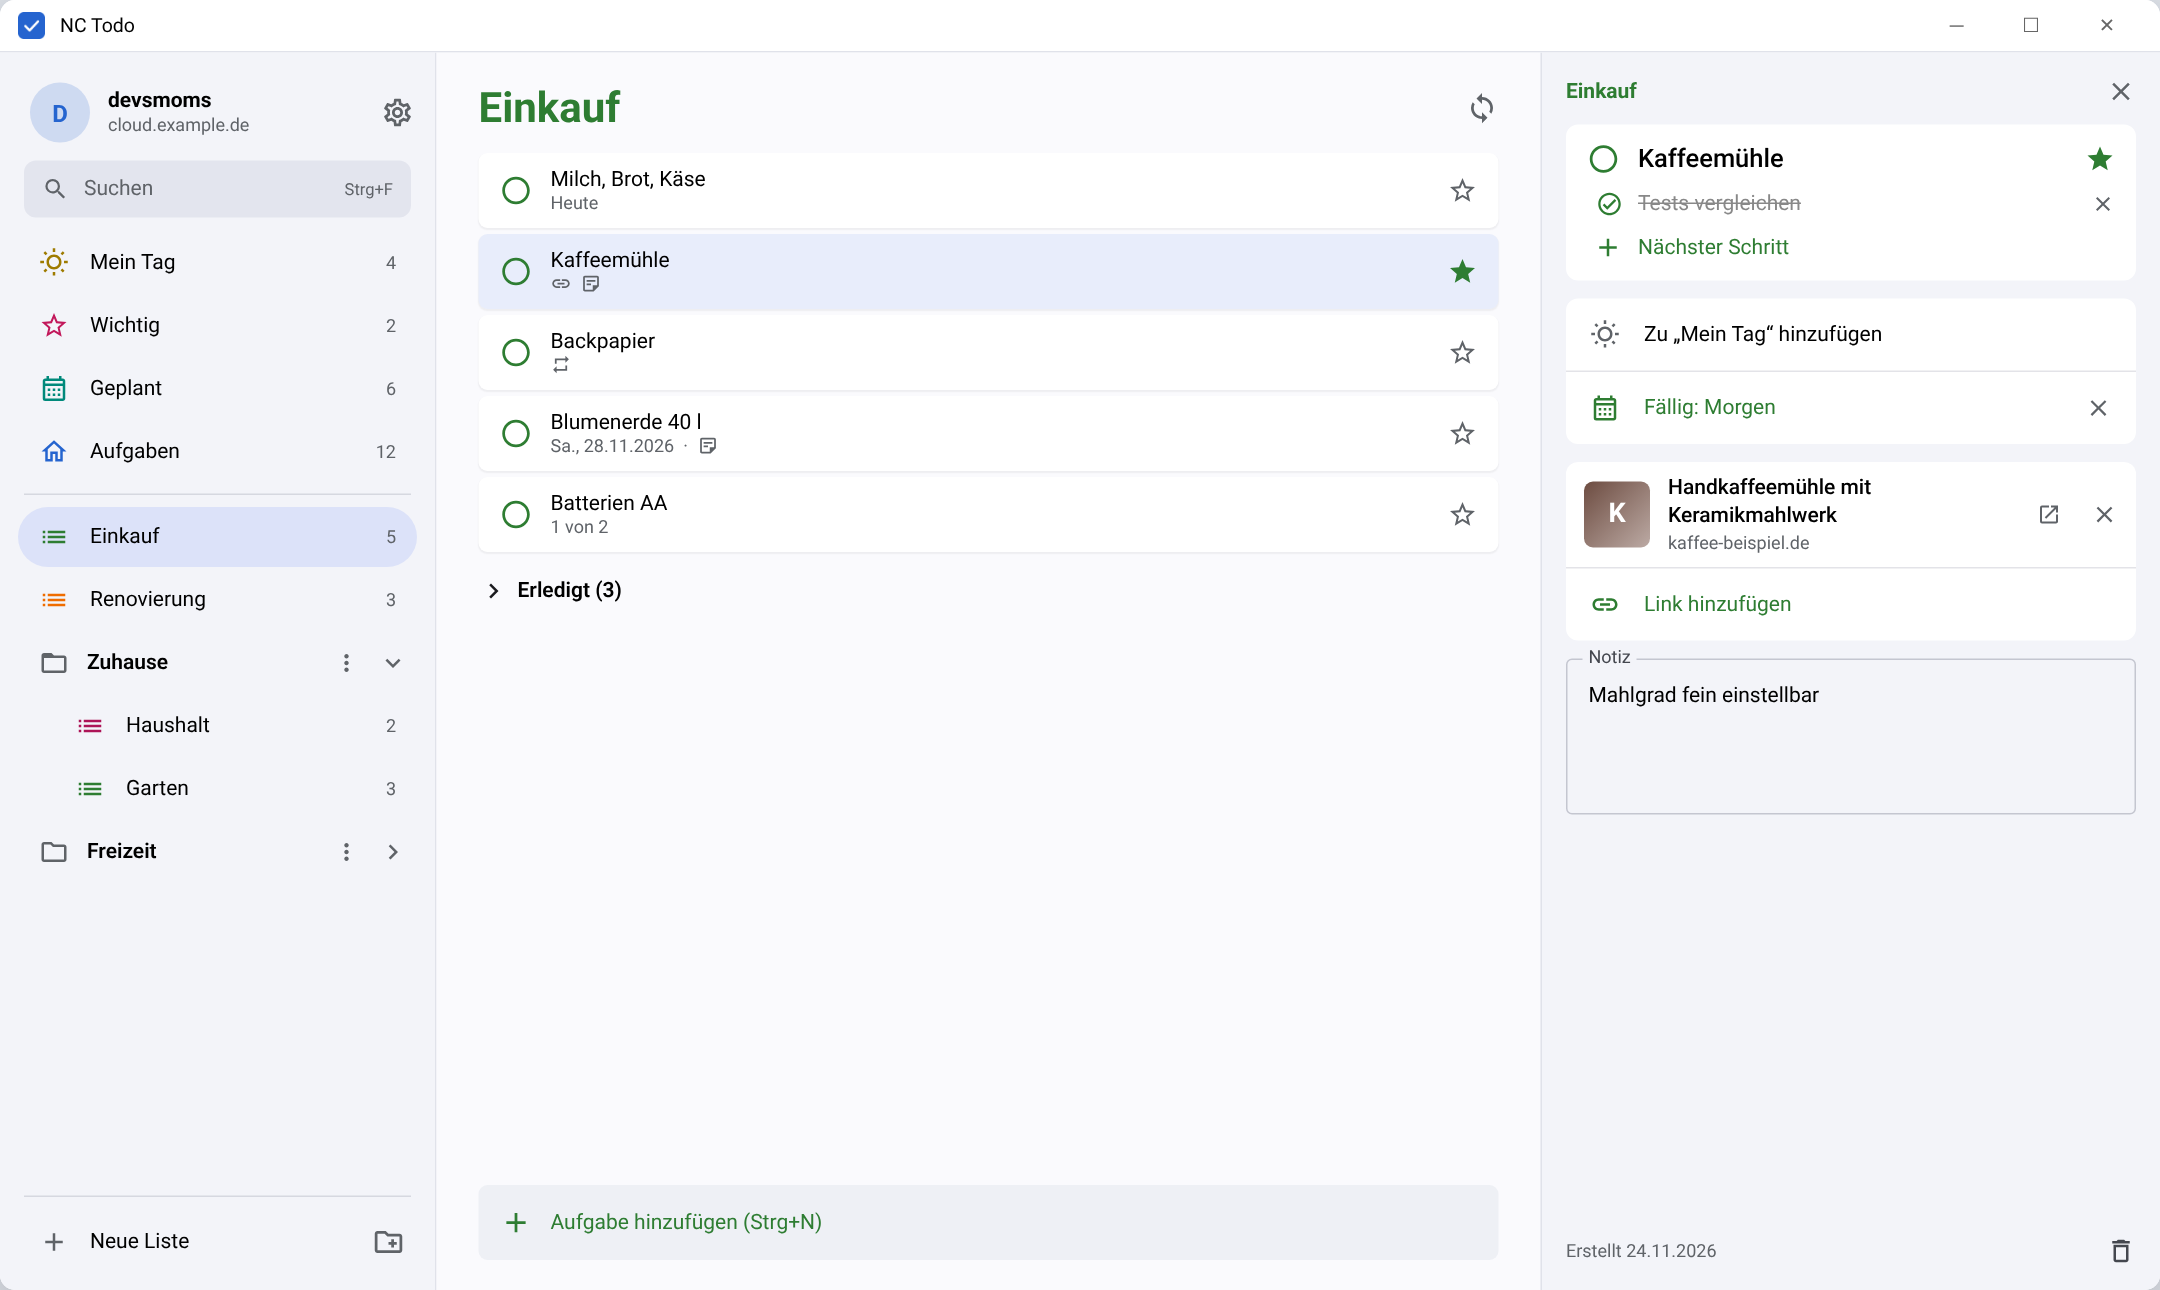 NC Todo
D
devsmoms
cloud.example.de
Suchen
Strg+F
Mein Tag
4
Wichtig
2
Geplant
6
Aufgaben
12
Einkauf
5
Renovierung
3
Zuhause
Haushalt
2
Garten
3
Freizeit
Neue Liste
Einkauf
Milch, Brot, Käse
Heute
Kaffeemühle
Backpapier
Blumenerde 40 l
Sa., 28.11.2026 ·
Batterien AA
1 von 2
Erledigt (3)
Aufgabe hinzufügen (Strg+N)
Einkauf
Kaffeemühle
Tests vergleichen
Nächster Schritt
Zu „Mein Tag“ hinzufügen
Fällig: Morgen
K
Handkaffeemühle mit
Keramikmahlwerk
kaffee-beispiel.de
Link hinzufügen
Notiz
Mahlgrad fein einstellbar
Erstellt 24.11.2026